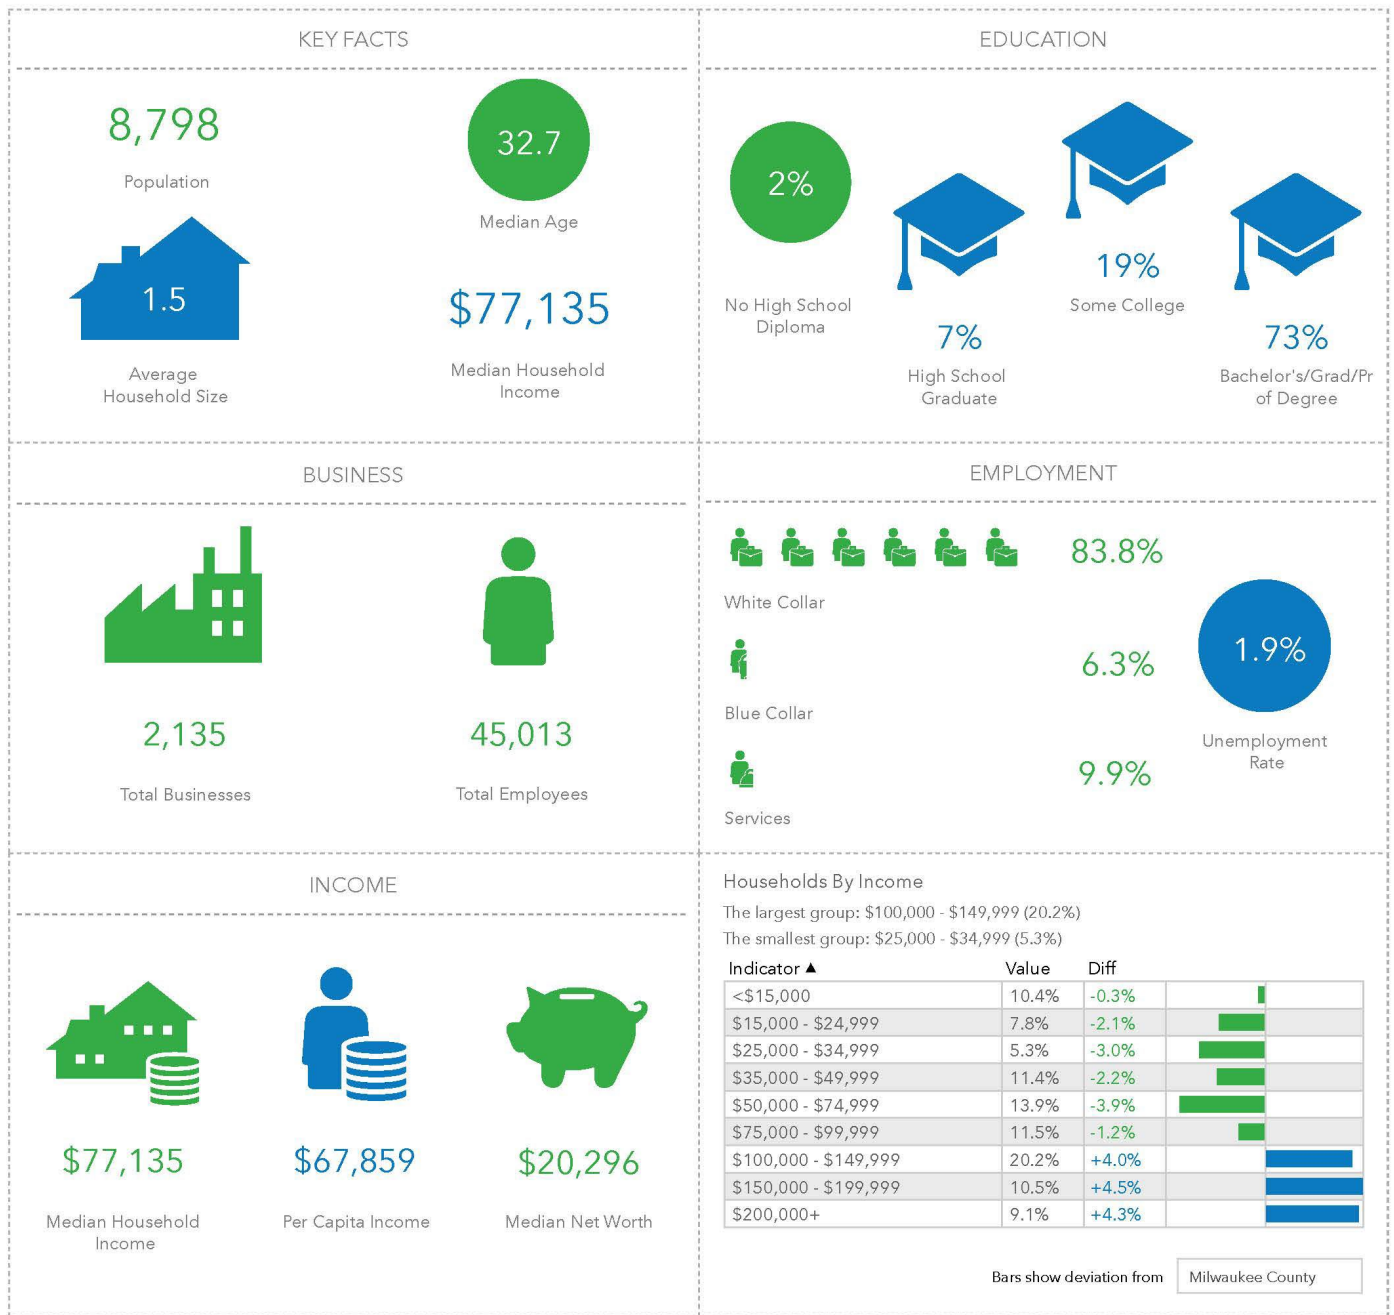 KEY FACTS
8,798
Population
32.7
Median Age
1.5
Average
Household Size
$77,135
Median Household
Income
EDUCATION
2%
No High School
Diploma
7%
High School
Graduate
19%
Some College
73%
Bachelor's/Grad/Pr
of Degree
BUSINESS
2,135
Total Businesses
45,013
Total Employees
EMPLOYMENT
83.8%
White Collar
6.3%
Blue Collar
9.9%
Services
1.9%
Unemployment
Rate
INCOME
$77,135
Median Household
Income
$67,859
Per Capita Income
$20,296
Median Net Worth
Households By Income
The largest group: $100,000 - $149,999 (20.2%)
The smallest group: $25,000 - $34,999 (5.3%)
Indicator ▲ Value Diff
<$15,000 10.4% -0.3%
$15,000 - $24,999 7.8% -2.1%
$25,000 - $34,999 5.3% -3.0%
$35,000 - $49,999 11.4% -2.2%
$50,000 - $74,999 13.9% -3.9%
$75,000 - $99,999 11.5% -1.2%
$100,000 - $149,999 20.2% +4.0%
$150,000 - $199,999 10.5% +4.5%
$200,000+ 9.1% +4.3%
Bars show deviation from Milwaukee County